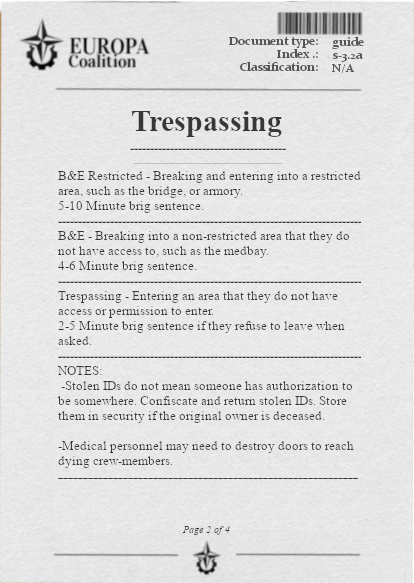 EUROPA
Coalition
Document type: guide
Index .: s-3.2a
Classification: N/A
Trespassing
B&E Restricted - Breaking and entering into a restricted
area, such as the bridge, or armory.
5-10 Minute brig sentence.
B&E - Breaking into a non-restricted area that they do
not have access to, such as the medbay.
4-6 Minute brig sentence.
Trespassing - Entering an area that they do not have
access or permission to enter.
2-5 Minute brig sentence if they refuse to leave when
asked.
NOTES:
-Stolen IDs do not mean someone has authorization to
be somewhere. Confiscate and return stolen IDs. Store
them in security if the original owner is deceased.
-Medical personnel may need to destroy doors to reach
dying crew-members.
Page 2 of 4